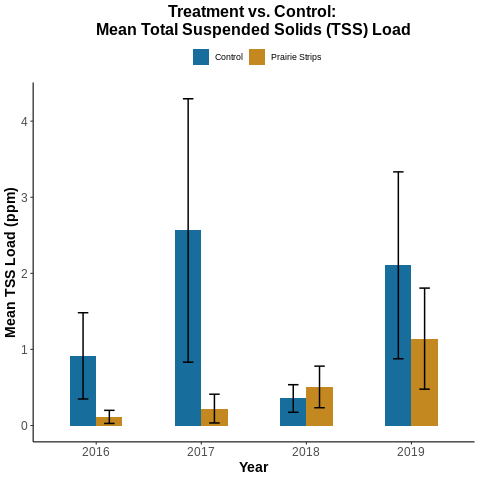 Treatment vs. Control:
Mean Total Suspended Solids (TSS) Load
Control Prairie Strips
Mean TSS Load (ppm)
4
3
2
1
0
2016 2017 2018 2019
Year